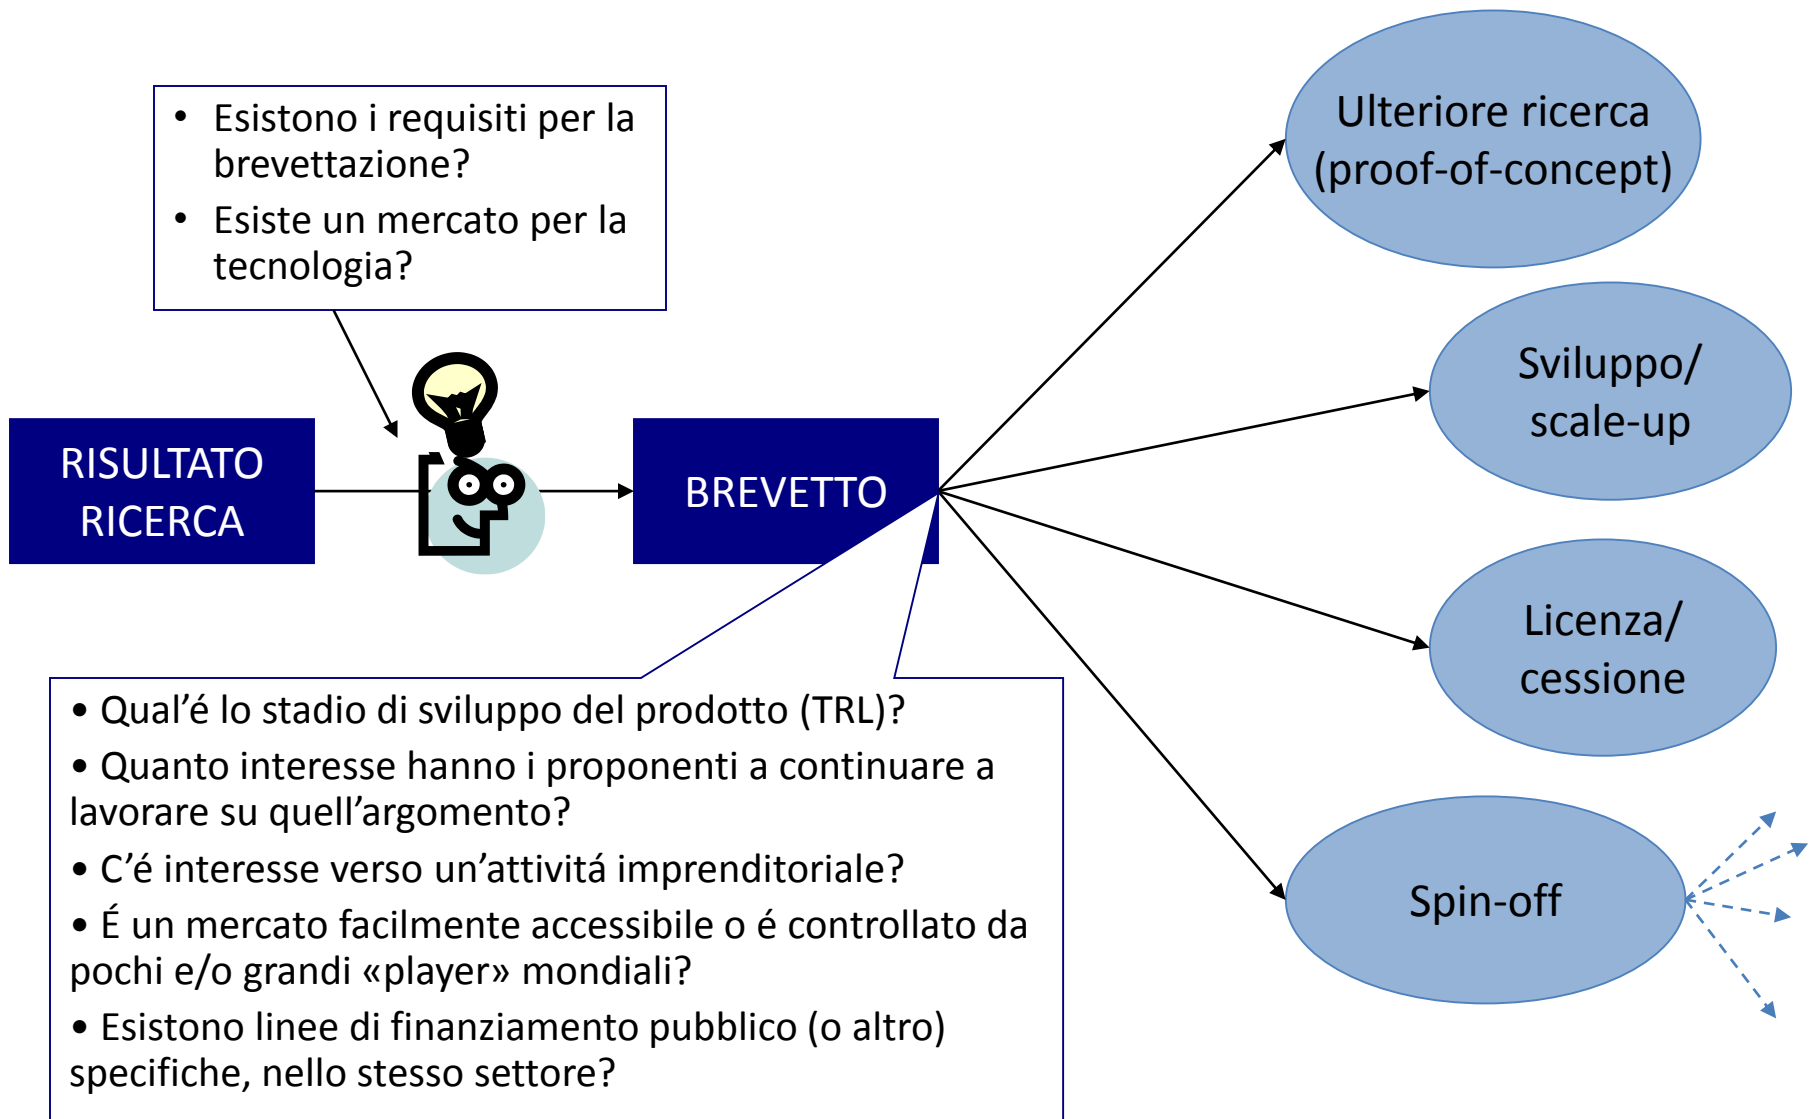 • Esistono i requisiti per la
brevettazione?
• Esiste un mercato per la
tecnologia?
RISULTATO
RICERCA
BREVETTO
Ulteriore ricerca
(proof-of-concept)
Sviluppo/
scale-up
Licenza/
cessione
Spin-off
• Qual’é lo stadio di sviluppo del prodotto (TRL)?
• Quanto interesse hanno i proponenti a continuare a
lavorare su quell’argomento?
• C’é interesse verso un’attivitá imprenditoriale?
• É un mercato facilmente accessibile o é controllato da
pochi e/o grandi «player» mondiali?
• Esistono linee di finanziamento pubblico (o altro)
specifiche, nello stesso settore?